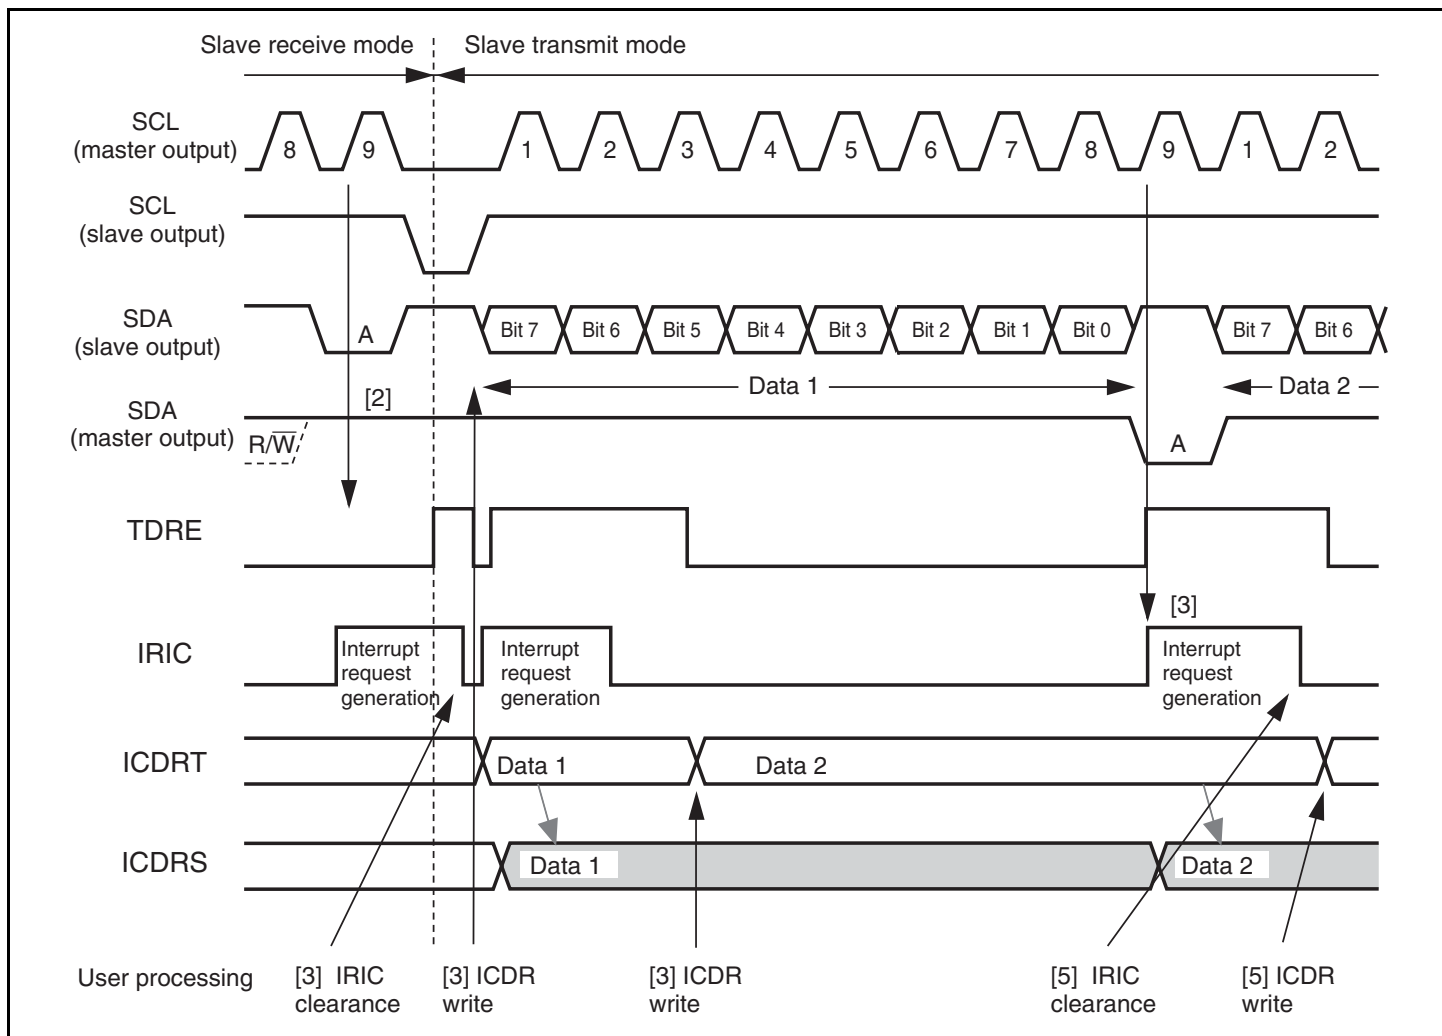 Slave receive mode
Slave transmit mode
SCL
(master output)
8 9 1 2 3 4 5 6 7 8 9 1 2
SCL
(slave output)
SDA
(slave output)
A Bit 7 Bit 6 Bit 5 Bit 4 Bit 3 Bit 2 Bit 1 Bit 0 Bit 7 Bit 6
Data 1
Data 2
[2]
SDA
(master output)
R/W̅
A
TDRE
[3]
IRIC
Interrupt
request
generation
Interrupt
request
generation
Interrupt
request
generation
ICDRT
Data 1
Data 2
ICDRS
Data 1
Data 2
User processing
[3] IRIC
clearance
[3] ICDR
write
[3] ICDR
write
[5] IRIC
clearance
[5] ICDR
write